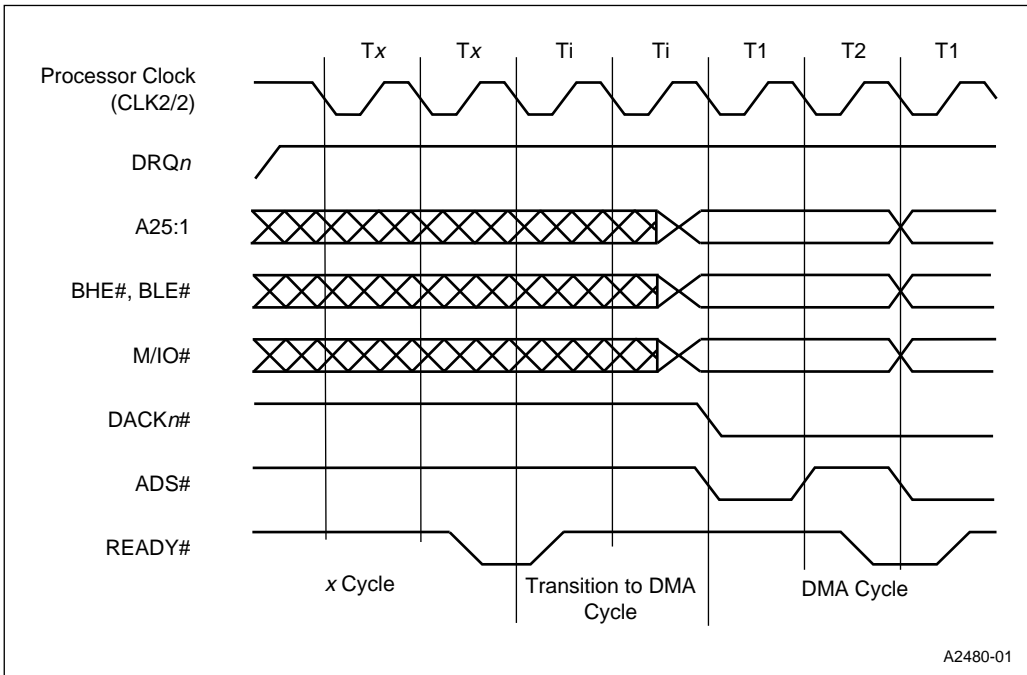 Tx Tx Ti Ti T1 T2 T1
Processor Clock
(CLK2/2)
DRQn
A25:1
BHE#, BLE#
M/IO#
DACKn#
ADS#
READY#
x Cycle
Transition to DMA
Cycle
DMA Cycle
A2480-01